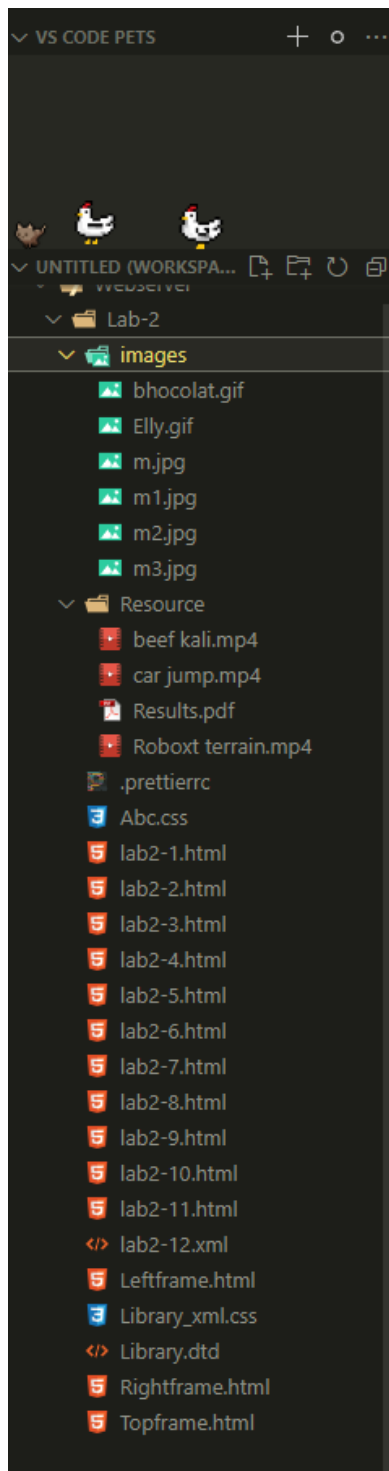 VS CODE PETS
UNTITLED (WORKSPA...
Webserver
Lab-2
images
bhocolat.gif
Elly.gif
m.jpg
m1.jpg
m2.jpg
m3.jpg
Resource
beef kali.mp4
car jump.mp4
Results.pdf
Roboxt terrain.mp4
.prettierrc
Abc.css
lab2-1.html
lab2-2.html
lab2-3.html
lab2-4.html
lab2-5.html
lab2-6.html
lab2-7.html
lab2-8.html
lab2-9.html
lab2-10.html
lab2-11.html
lab2-12.xml
Leftframe.html
Library_xml.css
Library.dtd
Rightframe.html
Topframe.html